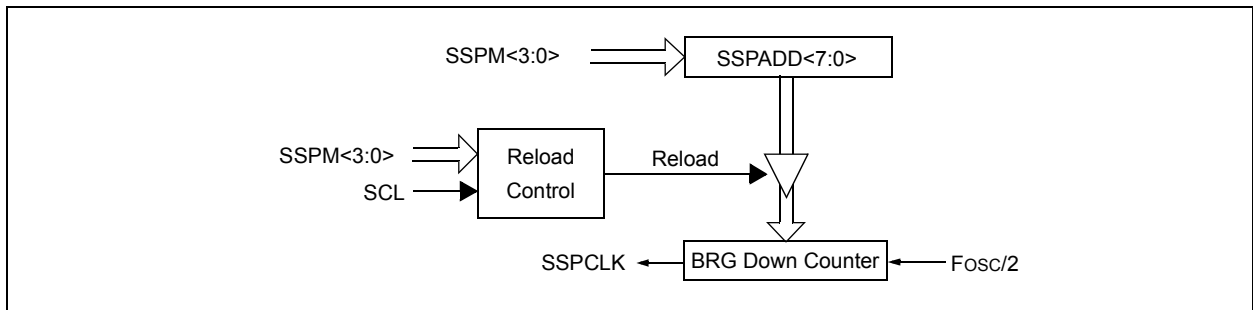 SSPM<3:0>
SSPADD<7:0>
SSPM<3:0>
SCL
Reload
Control
Reload
SSPCLK
BRG Down Counter
FOSC/2